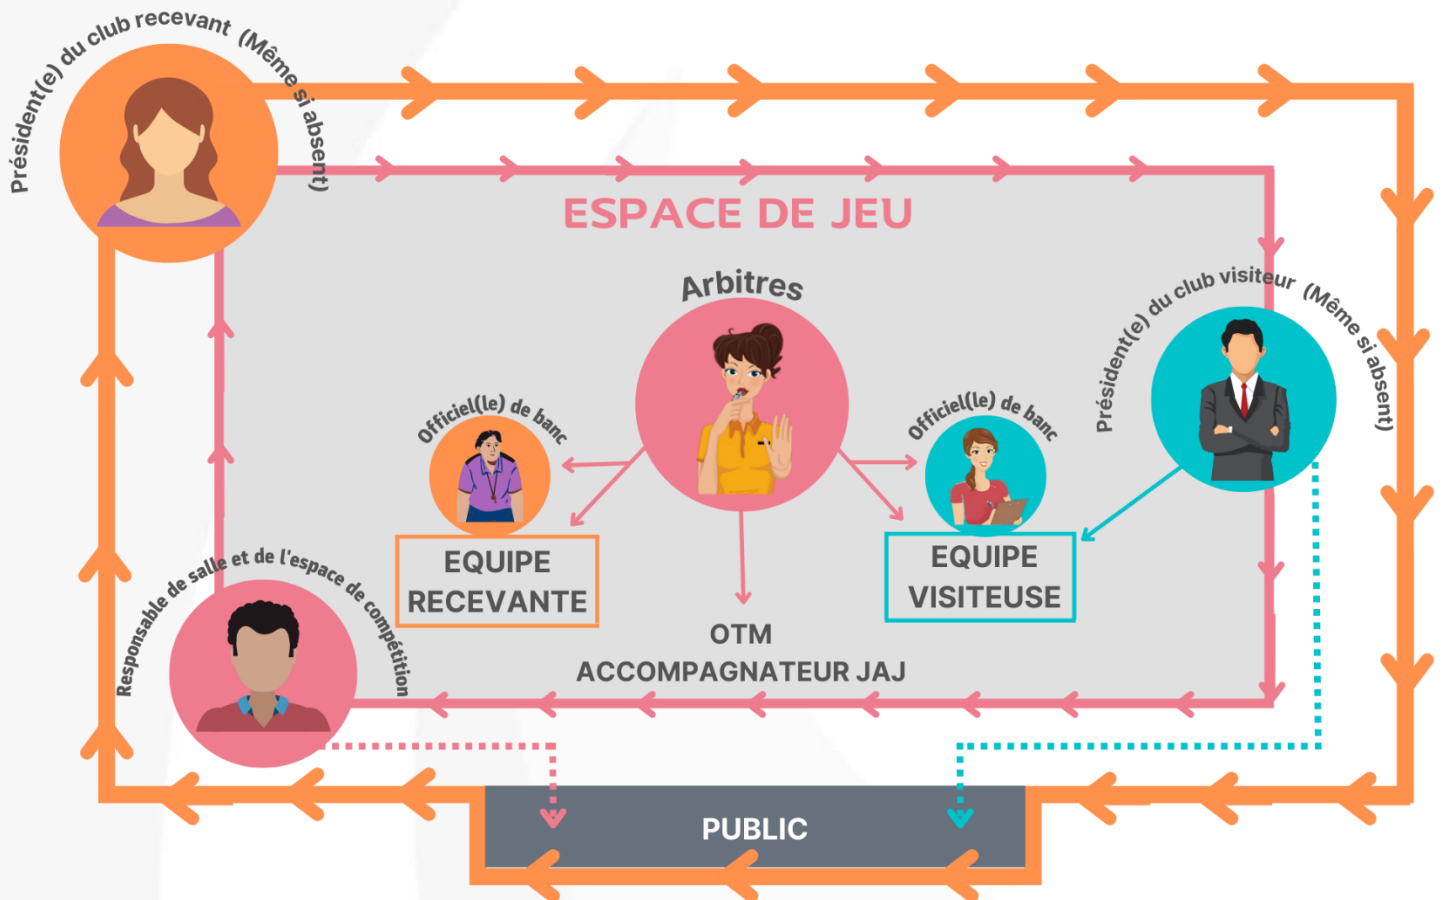 Président(e) du club recevant (Même si absent)
ESPACE DE JEU
Arbitres
Président(e) du club visiteur (Même si absent)
Officiel(le) de banc
Officiel(le) de banc
EQUIPE
RECEVANTE
EQUIPE
VISITEUSE
Responsable de salle et de l'espace de compétition
OTM
ACCOMPAGNATEUR JAJ
PUBLIC